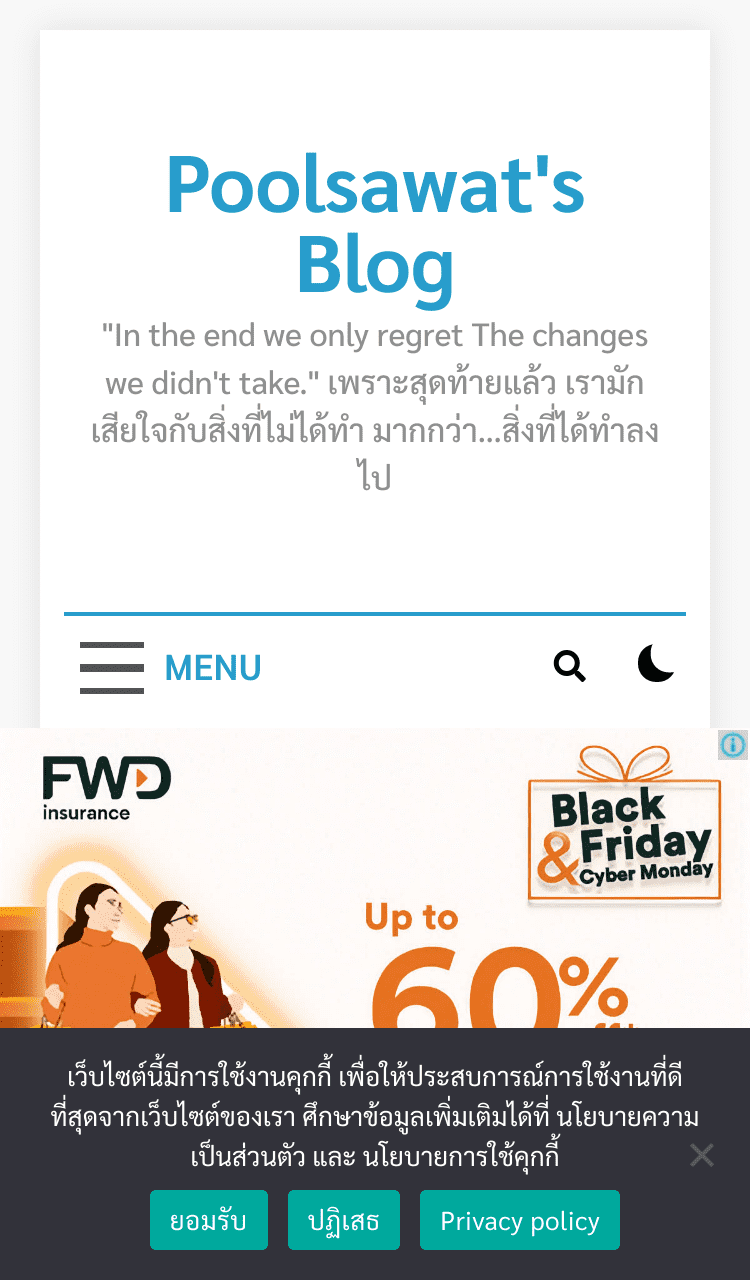 Poolsawat's
Blog
"In the end we only regret The changes
we didn't take." เพราะสุดท้ายแล้ว เรามัก
เสียใจกับสิ่งที่ไม่ได้ทำ มากกว่า...สิ่งที่ได้ทำลง
ไป
MENU
FWD
insurance
Black
& Friday
Cyber Monday
Up to
60%
เว็บไซต์นี้มีการใช้งานคุกกี้ เพื่อให้ประสบการณ์การใช้งานที่ดี
ที่สุดจากเว็บไซต์ของเรา ศึกษาข้อมูลเพิ่มเติมได้ที่ นโยบายความ
เป็นส่วนตัว และ นโยบายการใช้คุกกี้
ยอมรับ ปฏิเสธ Privacy policy